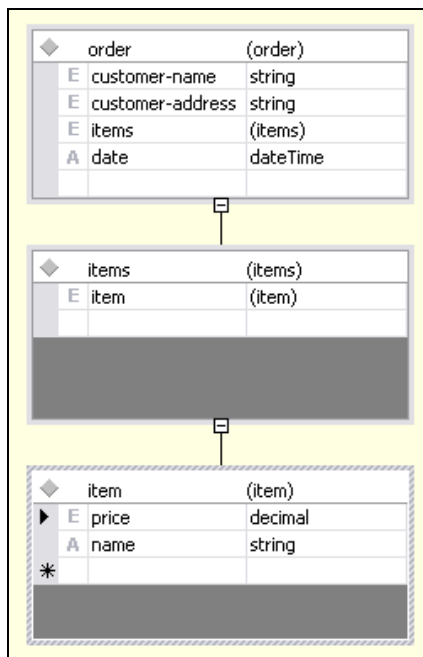 order (order)
E customer-name string
E customer-address string
E items (items)
A date dateTime
items (items)
E item (item)
item (item)
E price decimal
A name string